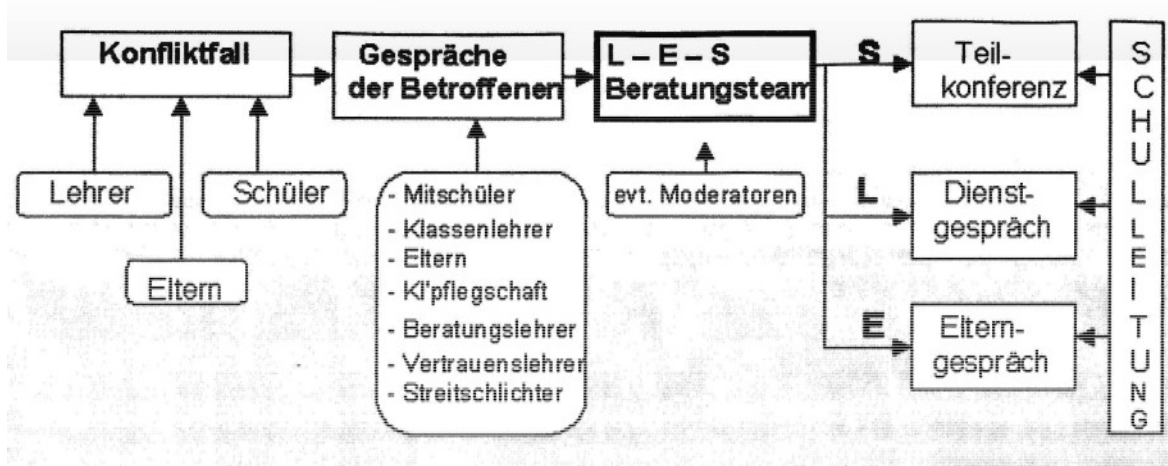 Konfliktfall
Gespräche
der Betroffenen
L – E – S
Beratungsteam
S
Teil-
konferenz
Lehrer
Schüler
Eltern
- Mitschüler
- Klassenlehrer
- Eltern
- Kl'pflegschaft
- Beratungslehrer
- Vertrauenslehrer
- Streitschlichter
evt. Moderatoren
L
Dienst-
gespräch
E
Eltern-
gespräch
SCHULLEITUNG